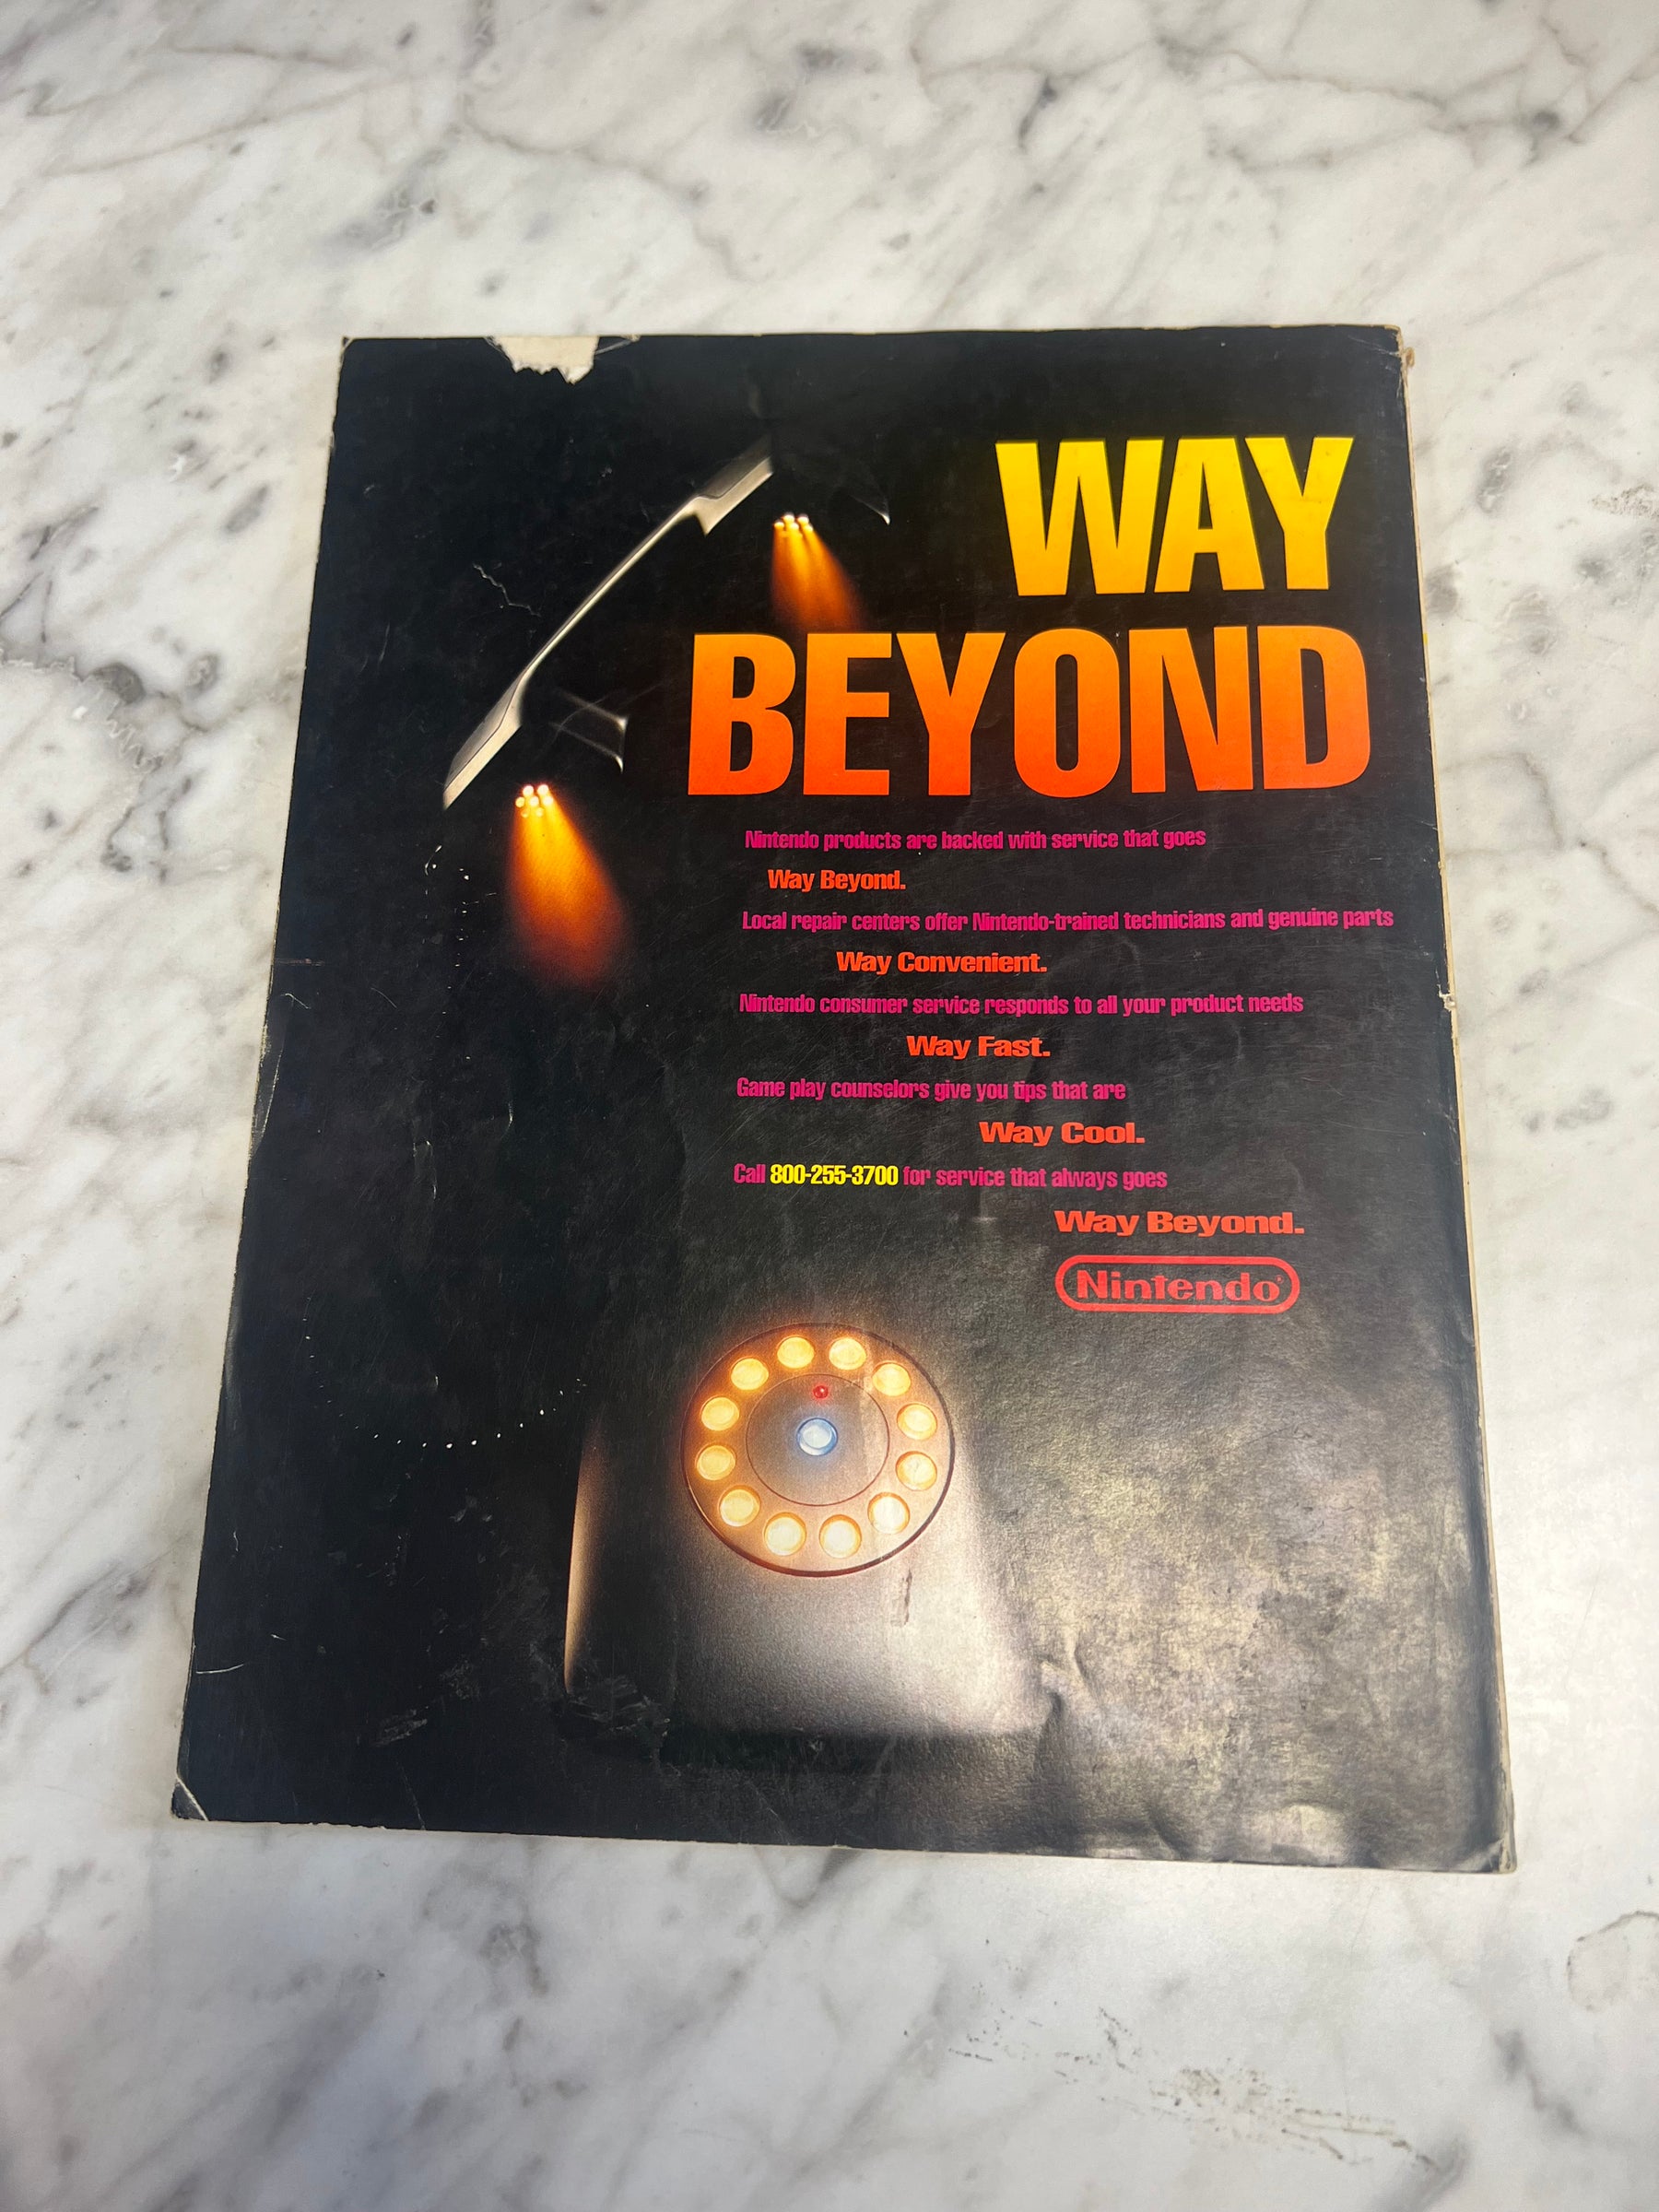 WAY
BEYOND
Nintendo products are backed with service that goes
Way Beyond.
Local repair centers offer Nintendo-trained technicians and genuine parts
Way Convenient.
Nintendo consumer service responds to all your product needs
Way Fast.
Game play counselors give you tips that are
Way Cool.
Call 800-255-3700 for service that always goes
Way Beyond.
Nintendo®